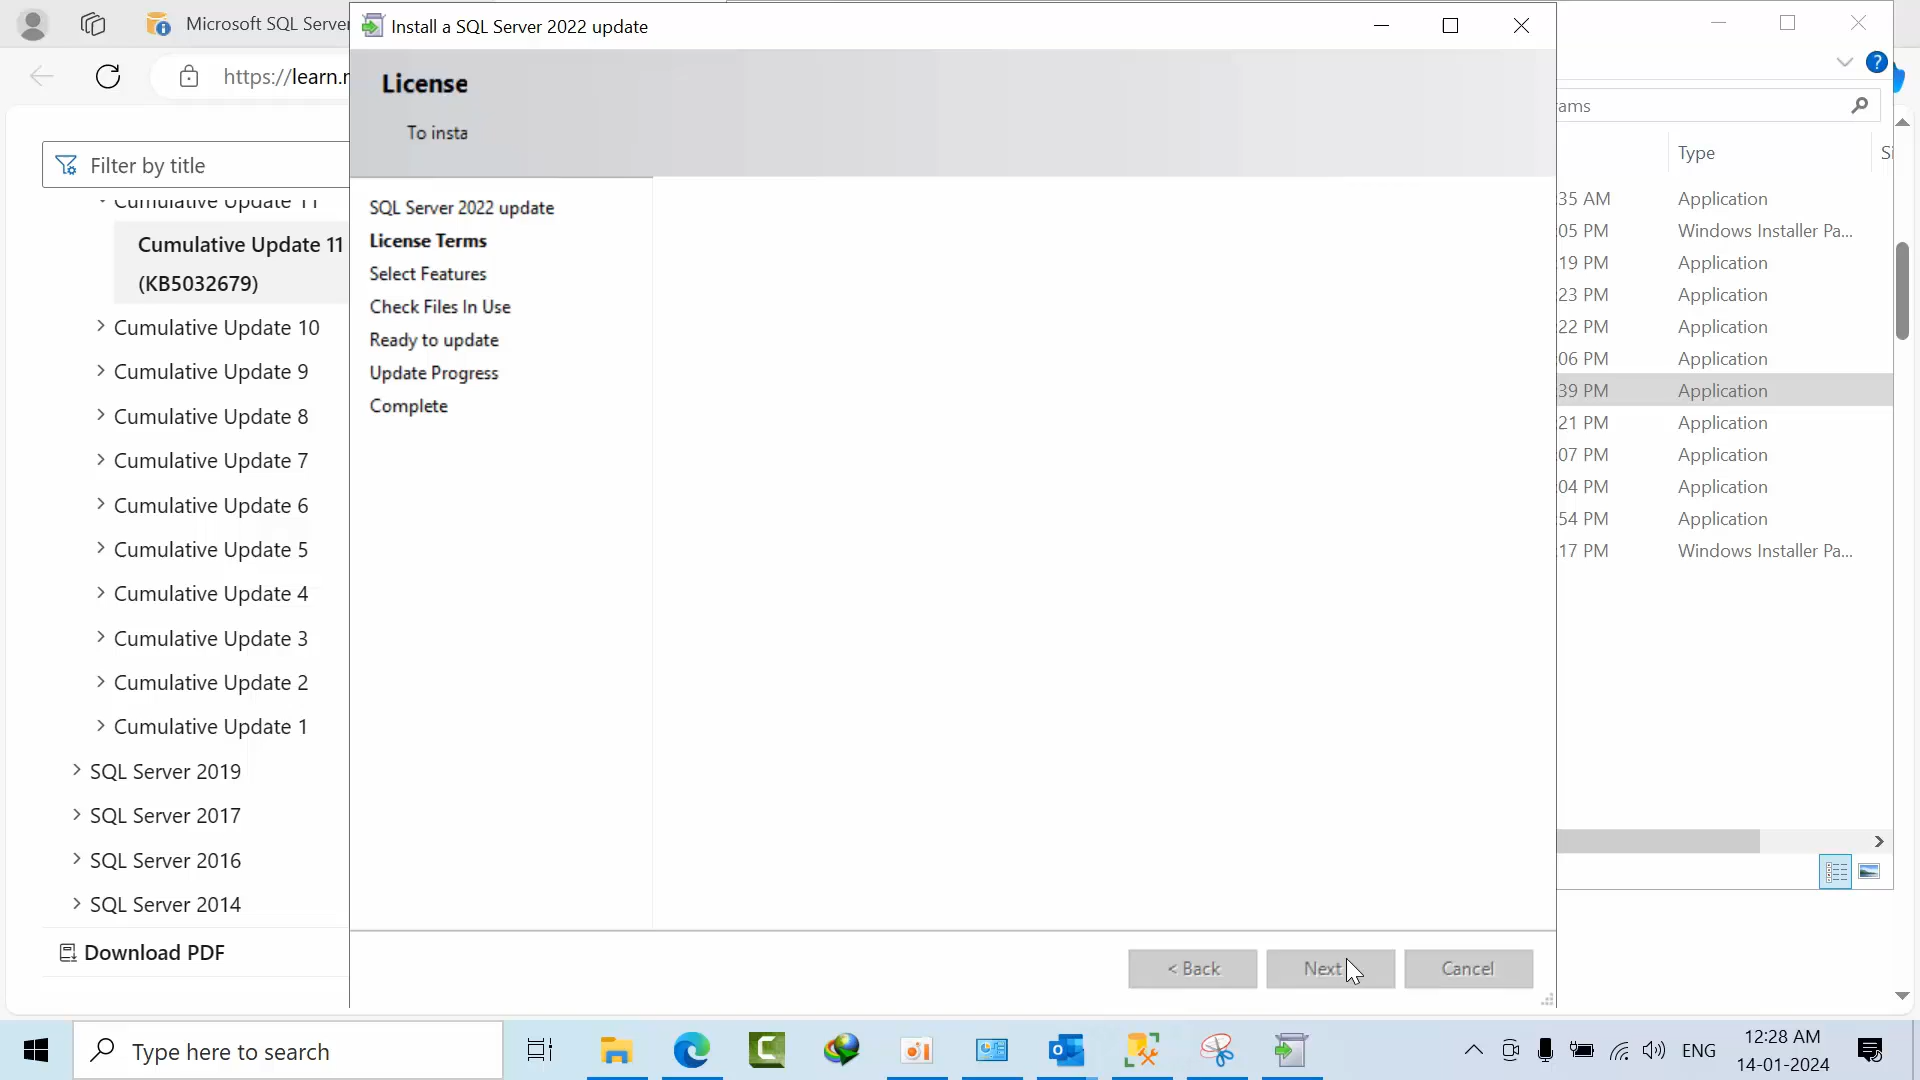 Microsoft SQL Server
https://learn.
Filter by title
Cumulative Update 11
Cumulative Update 11
(KB5032679)
Cumulative Update 10
Cumulative Update 9
Cumulative Update 8
Cumulative Update 7
Cumulative Update 6
Cumulative Update 5
Cumulative Update 4
Cumulative Update 3
Cumulative Update 2
Cumulative Update 1
SQL Server 2019
SQL Server 2017
SQL Server 2016
SQL Server 2014
Download PDF
Install a SQL Server 2022 update
License
To insta
SQL Server 2022 update
License Terms
Select Features
Check Files In Use
Ready to update
Update Progress
Complete
< Back
Next
Cancel
?
rams
Type
Si
:35 AM Application
:05 PM Windows Installer Pa...
:19 PM Application
:23 PM Application
:22 PM Application
:06 PM Application
:39 PM Application
:21 PM Application
:07 PM Application
:04 PM Application
:54 PM Application
:17 PM Windows Installer Pa...
Type here to search
ENG
12:28 AM
14-01-2024